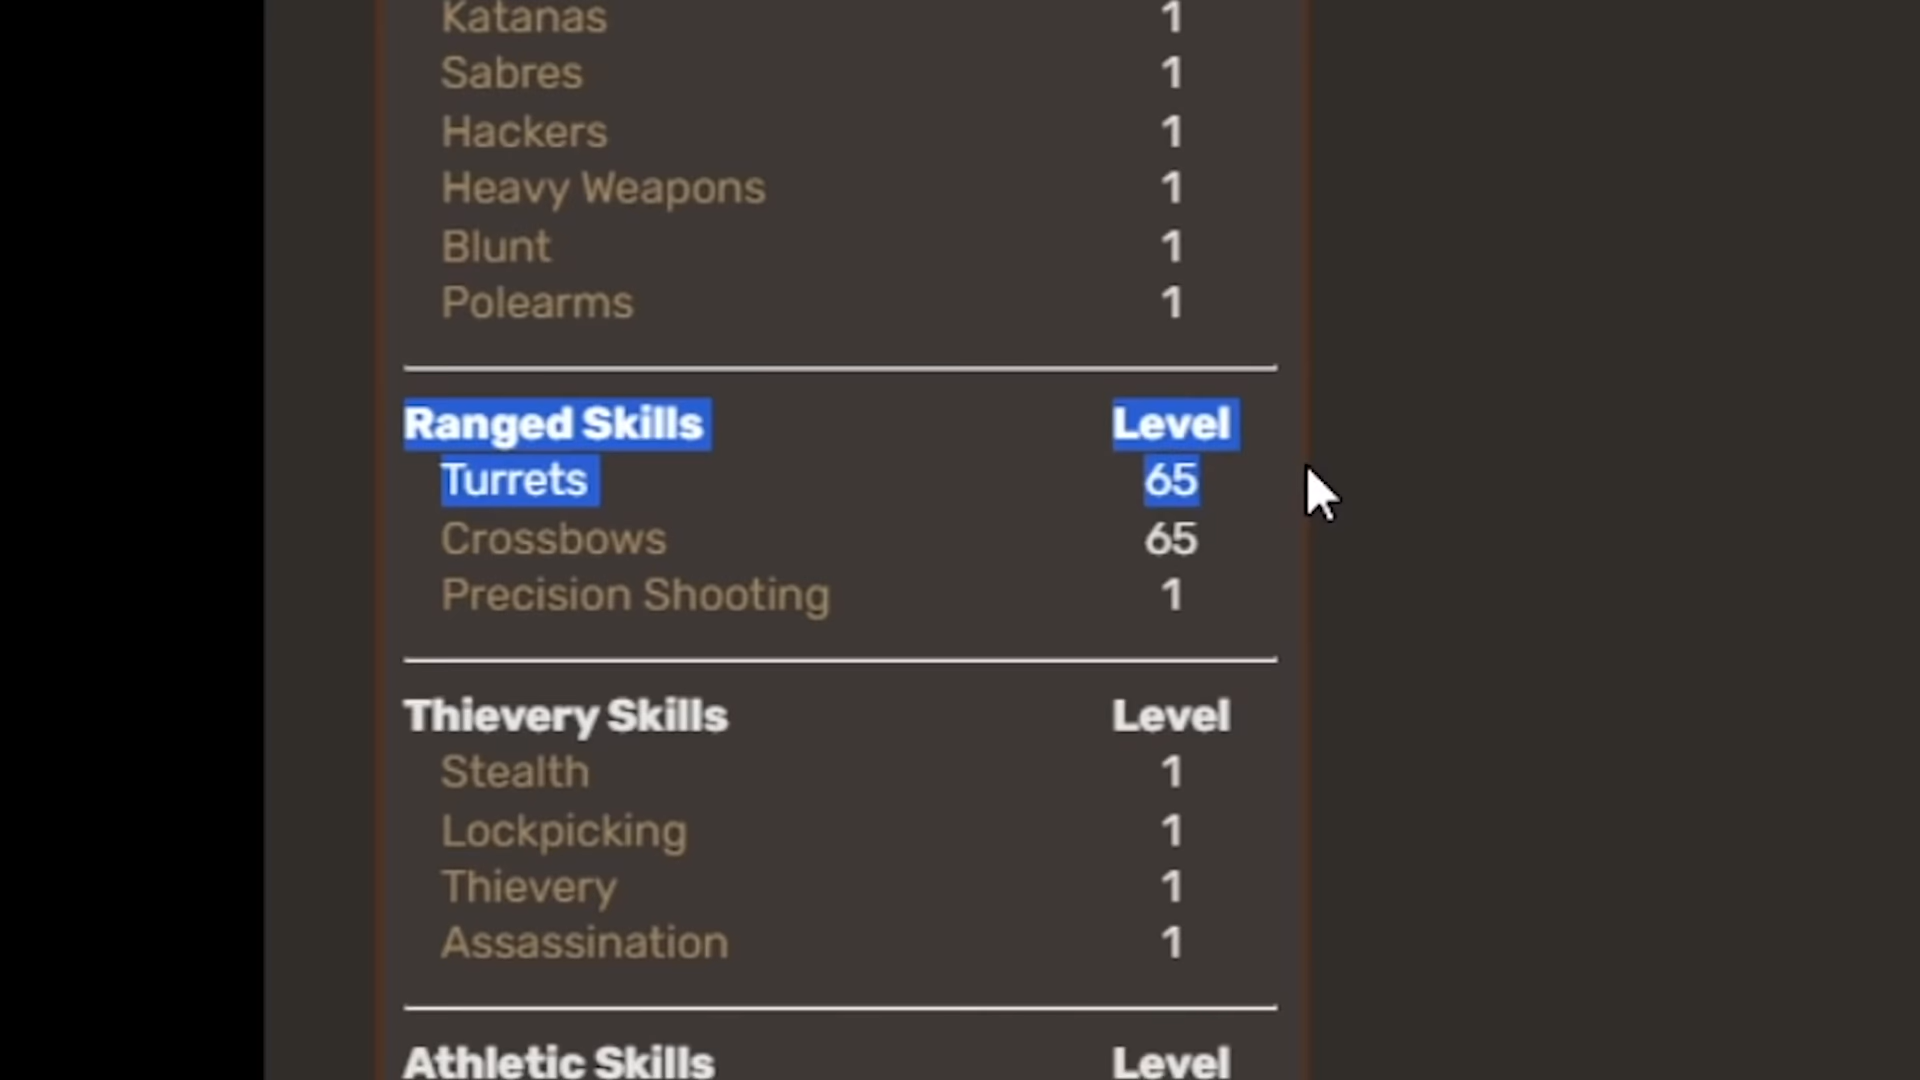 Katanas 1
Sabres 1
Hackers 1
Heavy Weapons 1
Blunt 1
Polearms 1
Ranged Skills Level
Turrets 65
Crossbows 65
Precision Shooting 1
Thievery Skills Level
Stealth 1
Lockpicking 1
Thievery 1
Assassination 1
Athletic Skills Level